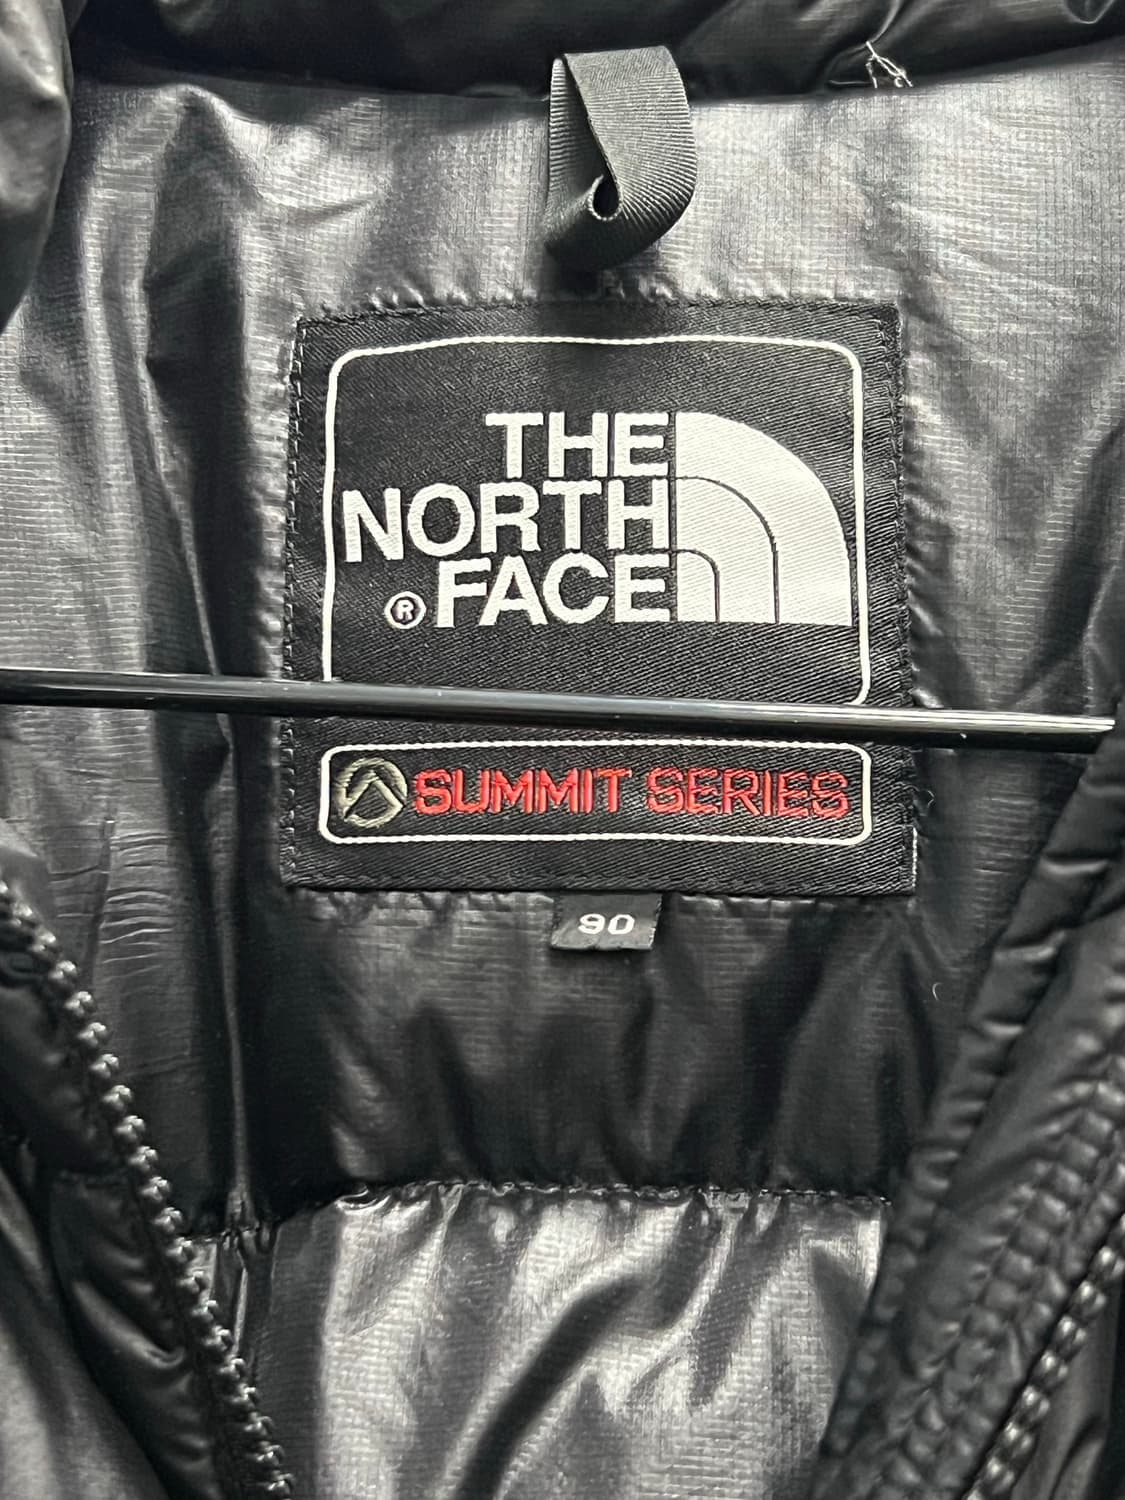 THE
NORTH
® FACE
SUMMIT SERIES
90